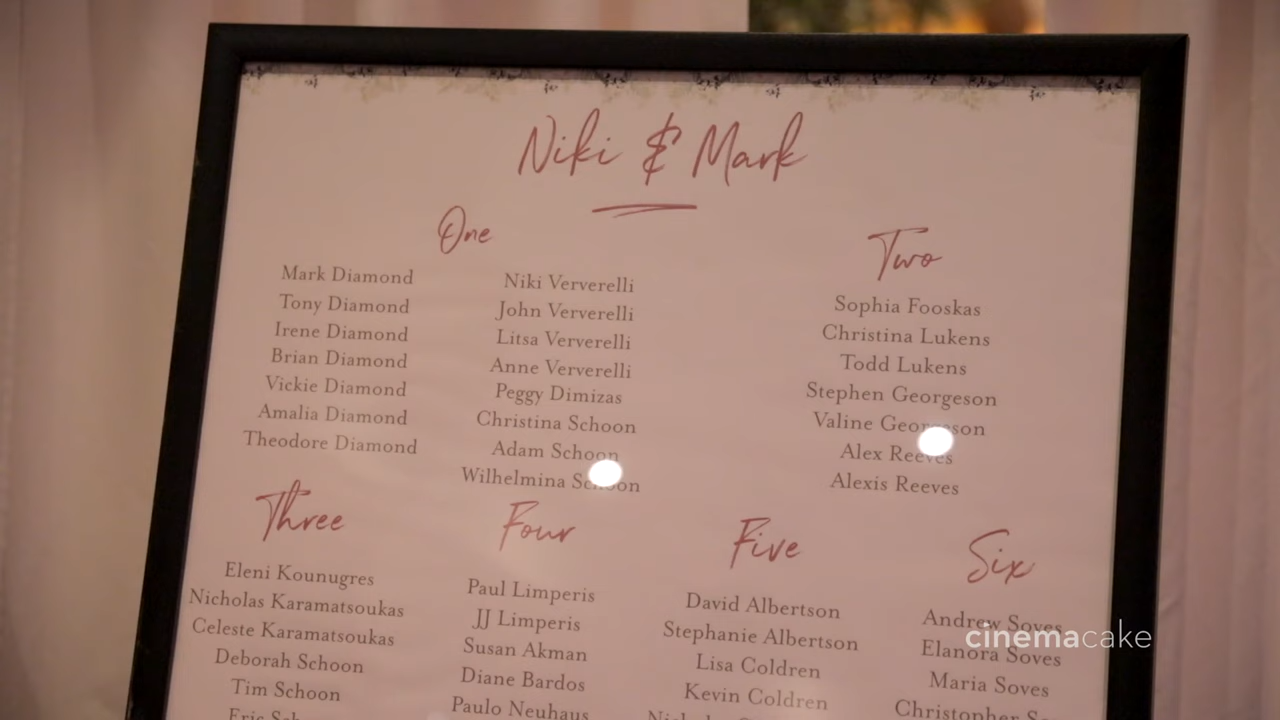 Niki & Mark
One
Mark Diamond
Tony Diamond
Irene Diamond
Brian Diamond
Vickie Diamond
Amalia Diamond
Theodore Diamond
Niki Ververelli
John Ververelli
Litsa Ververelli
Anne Ververelli
Peggy Dimizas
Christina Schoon
Adam Schoon
Wilhelmina Schoon
Two
Sophia Fooskas
Christina Lukens
Todd Lukens
Stephen Georgeson
Valine Georgeson
Alex Reeves
Alexis Reeves
Three
Eleni Kounugres
Nicholas Karamatsoukas
Celeste Karamatsoukas
Deborah Schoon
Tim Schoon
Four
Paul Limperis
JJ Limperis
Susan Akman
Diane Bardos
Paulo Neuhaus
Five
David Albertson
Stephanie Albertson
Lisa Coldren
Kevin Coldren
Six
Andrew Soves
Elanora Soves
Maria Soves
Christopher
cinemacake